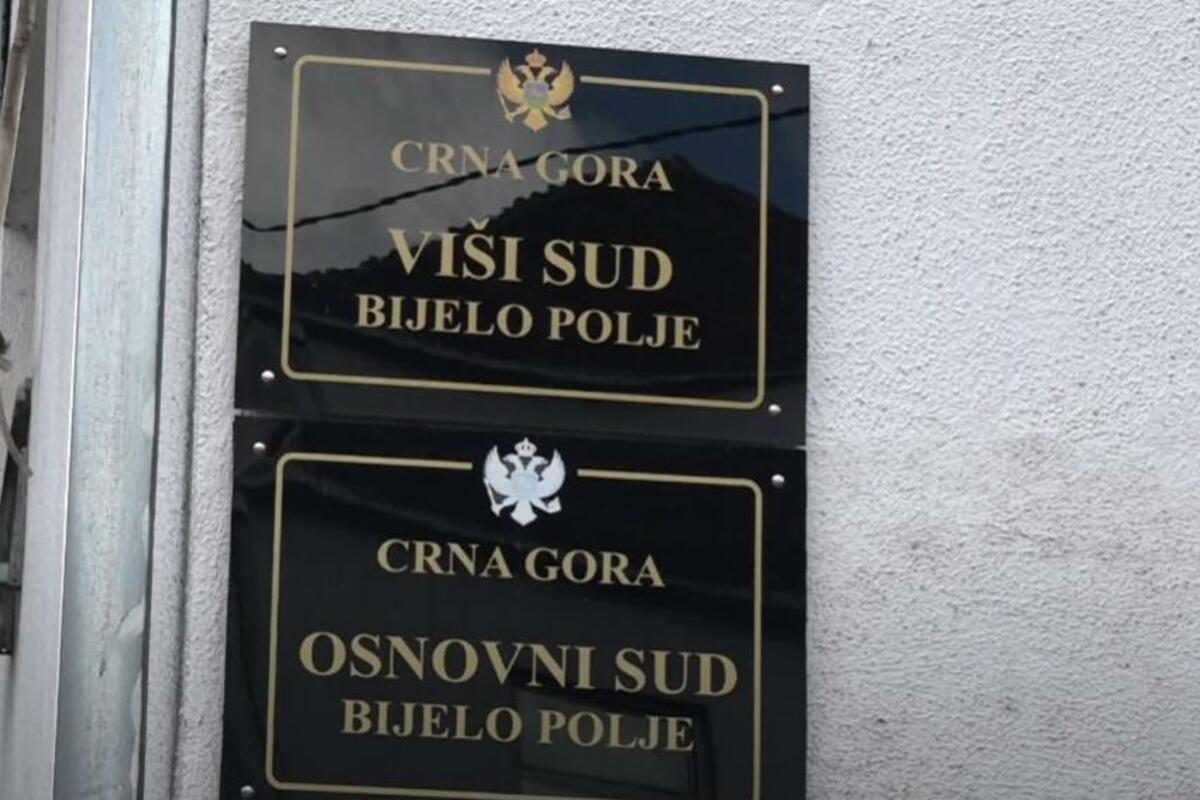 CRNA GORA
VIŠI SUD
BIJELO POLJE
CRNA GORA
OSNOVNI SUD
BIJELO POLJE